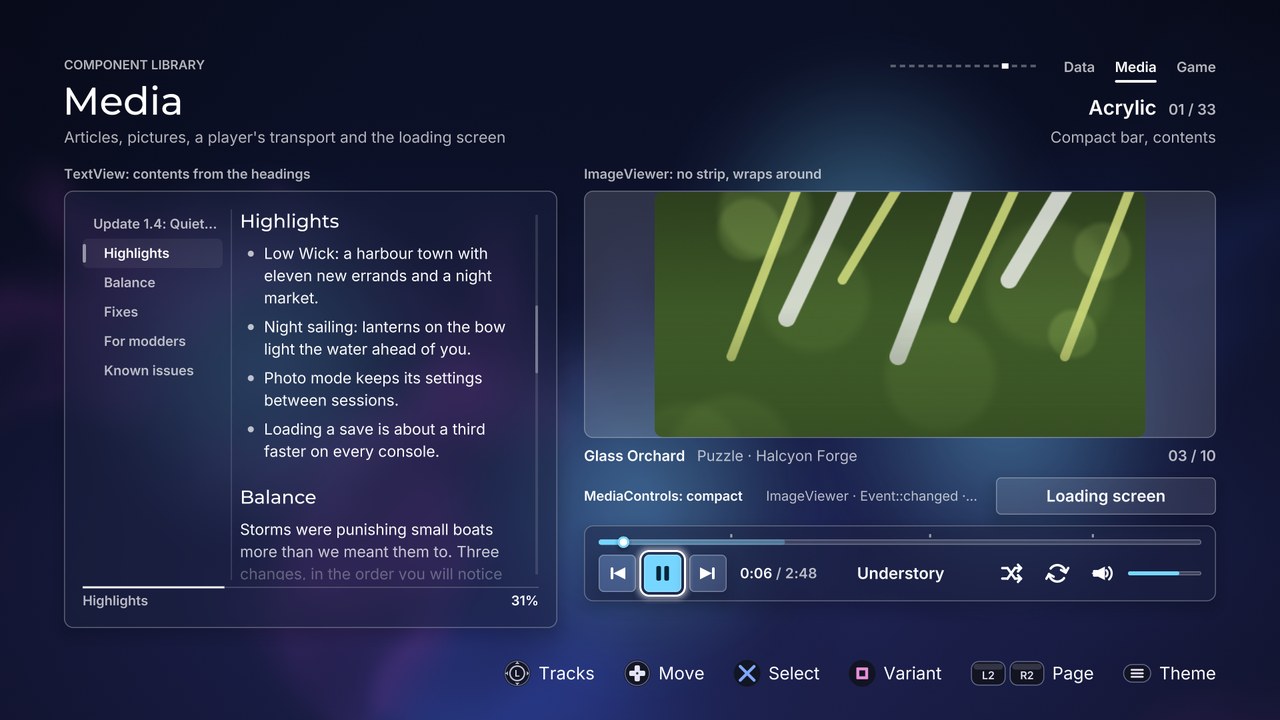 COMPONENT LIBRARY
Media
Articles, pictures, a player's transport and the loading screen
Data Media Game
Acrylic 01 / 33
Compact bar, contents
TextView: contents from the headings
Update 1.4: Quiet…
Highlights
Balance
Fixes
For modders
Known issues
Highlights
Low Wick: a harbour town with
eleven new errands and a night
market.
Night sailing: lanterns on the bow
light the water ahead of you.
Photo mode keeps its settings
between sessions.
Loading a save is about a third
faster on every console.
Balance
Storms were punishing small boats
more than we meant them to. Three
changes, in the order you will notice
Highlights 31%
ImageViewer: no strip, wraps around
Glass Orchard Puzzle · Halcyon Forge 03 / 10
MediaControls: compact ImageViewer · Event::changed ·… Loading screen
0:06 / 2:48 Understory
L Tracks Move Select Variant L2 R2 Page Theme